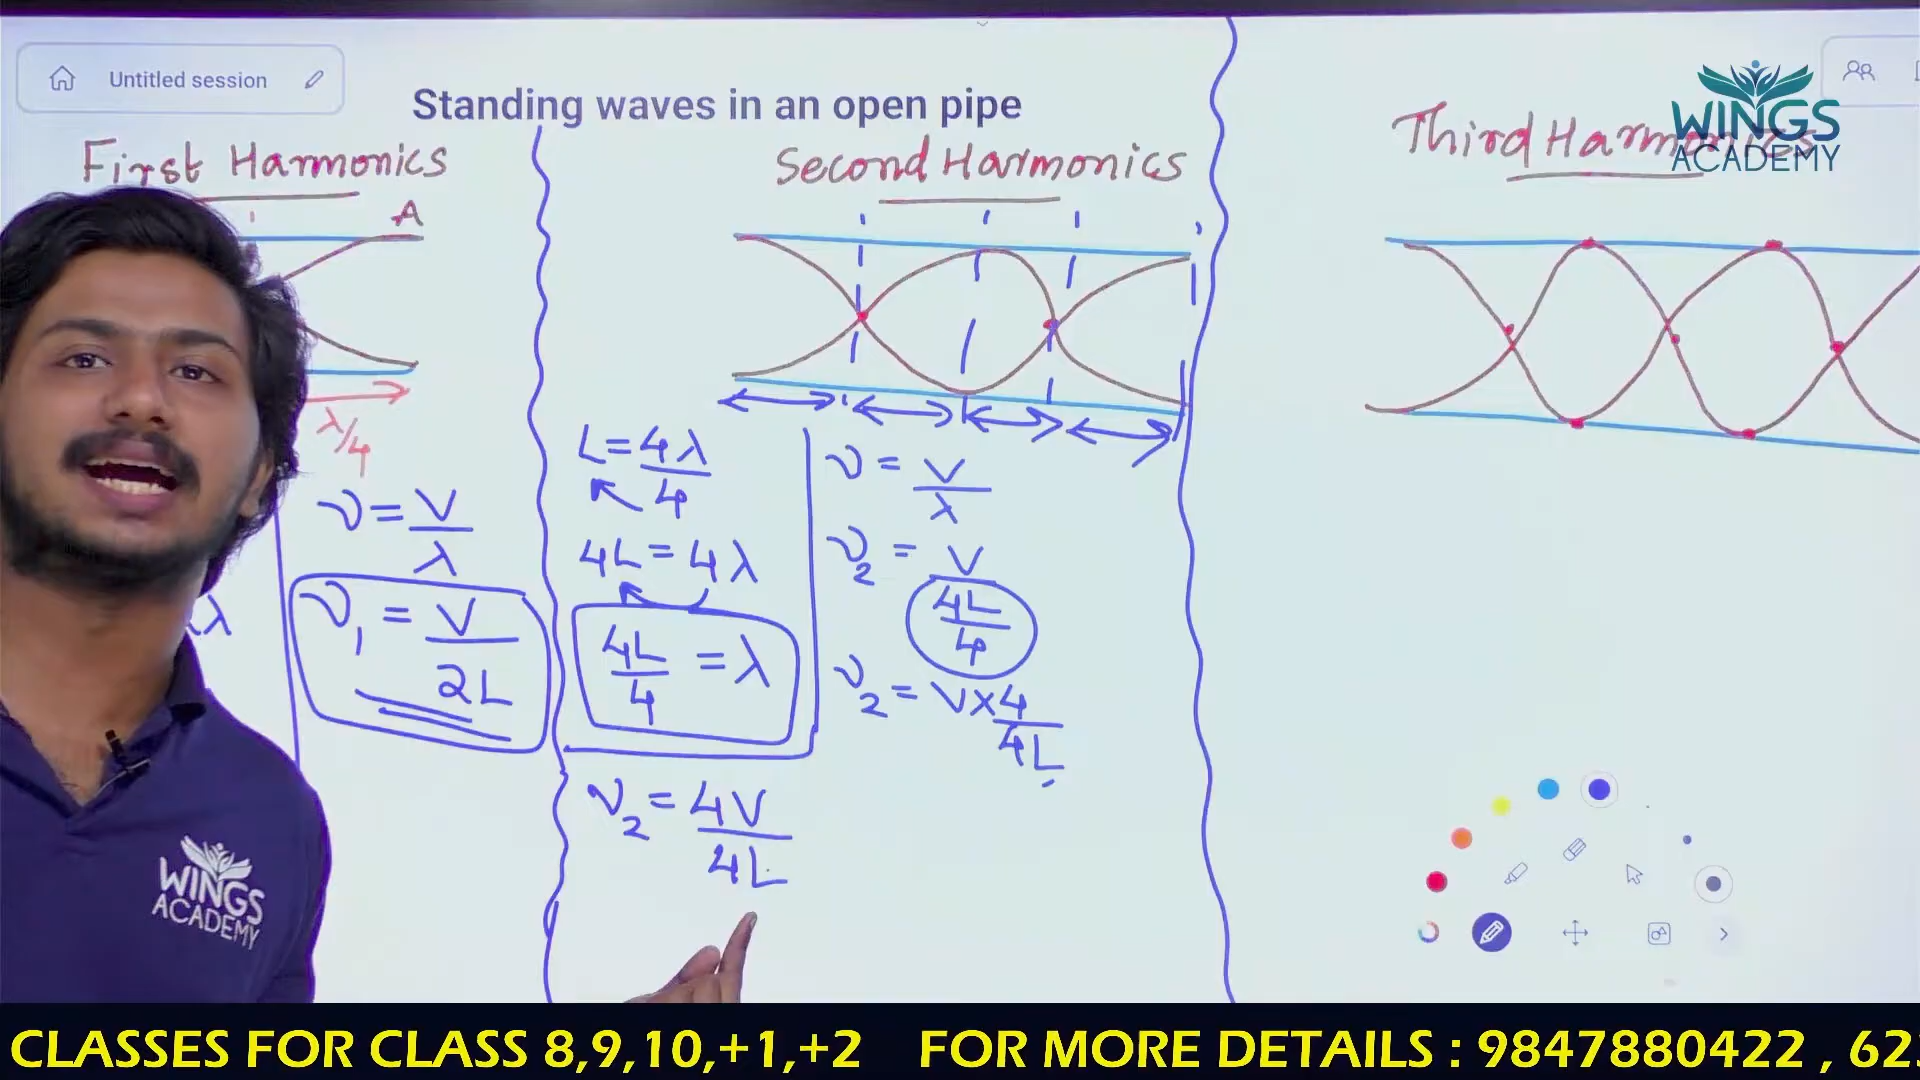 Untitled session
Standing waves in an open pipe
WINGS
ACADEMY
First Harmonics
A
λ/4
ν = V/λ
ν₁ = V/2L
λ
Second Harmonics
L = 4λ/4
4L = 4λ
4L/4 = λ
ν = V/λ
ν₂ = V/(4L/4)
ν₂ = V×4/4L
ν₂ = 4V/4L
Third Harmonics
WINGS
ACADEMY
CLASSES FOR CLASS 8,9,10,+1,+2 FOR MORE DETAILS : 9847880422 , 62